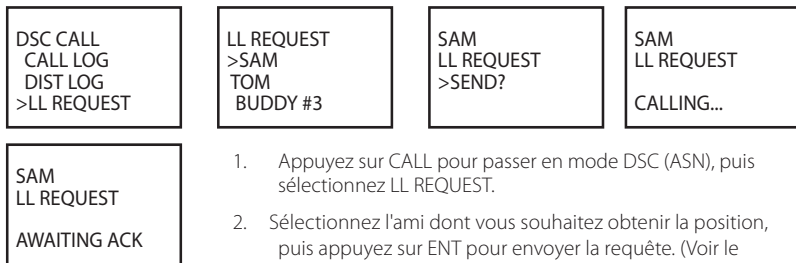 DSC CALL
CALL LOG
DIST LOG
>LL REQUEST
LL REQUEST
>SAM
TOM
BUDDY #3
SAM
LL REQUEST
>SEND?
SAM
LL REQUEST
CALLING...
SAM
LL REQUEST
AWAITING ACK
1. Appuyez sur CALL pour passer en mode DSC (ASN), puis
sélectionnez LL REQUEST.
2. Sélectionnez l'ami dont vous souhaitez obtenir la position,
puis appuyez sur ENT pour envoyer la requête. (Voir le